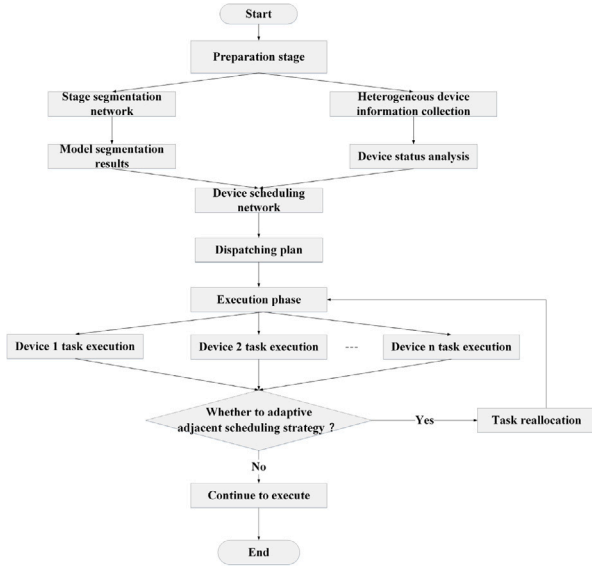 Start
Preparation stage
Stage segmentation
network
Heterogeneous device
information collection
Model segmentation
results
Device status analysis
Device scheduling
network
Dispatching plan
Execution phase
Device 1 task execution
Device 2 task execution
---
Device n task execution
Whether to adaptive
adjacent scheduling strategy ?
Yes
Task reallocation
No
Continue to execute
End